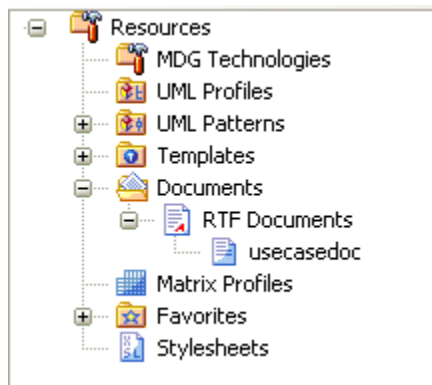 Resources
MDG Technologies
UML Profiles
UML Patterns
Templates
Documents
RTF Documents
usecasedoc
Matrix Profiles
Favorites
Stylesheets